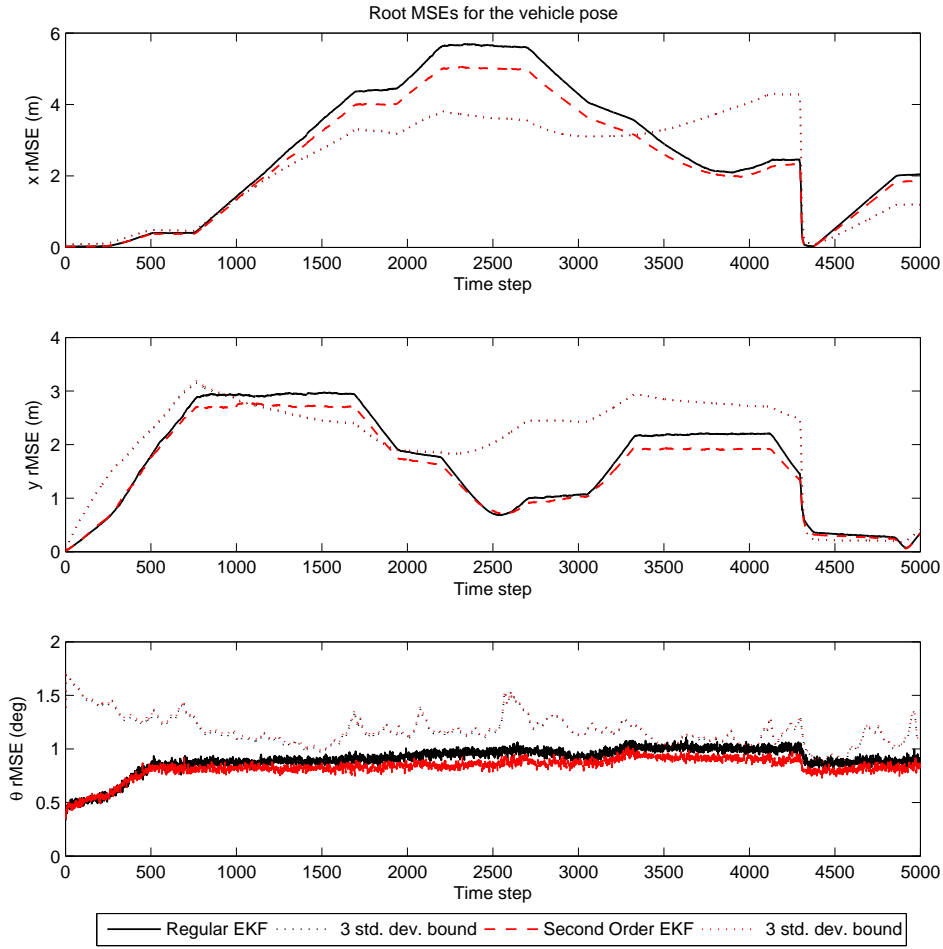 Root MSEs for the vehicle pose
6
4
2
0
x rMSE (m)
0 500 1000 1500 2000 2500 3000 3500 4000 4500 5000
Time step
4
3
2
1
0
y rMSE (m)
0 500 1000 1500 2000 2500 3000 3500 4000 4500 5000
Time step
2
1.5
1
0.5
0
θ rMSE (deg)
0 500 1000 1500 2000 2500 3000 3500 4000 4500 5000
Time step
Regular EKF 3 std. dev. bound Second Order EKF 3 std. dev. bound